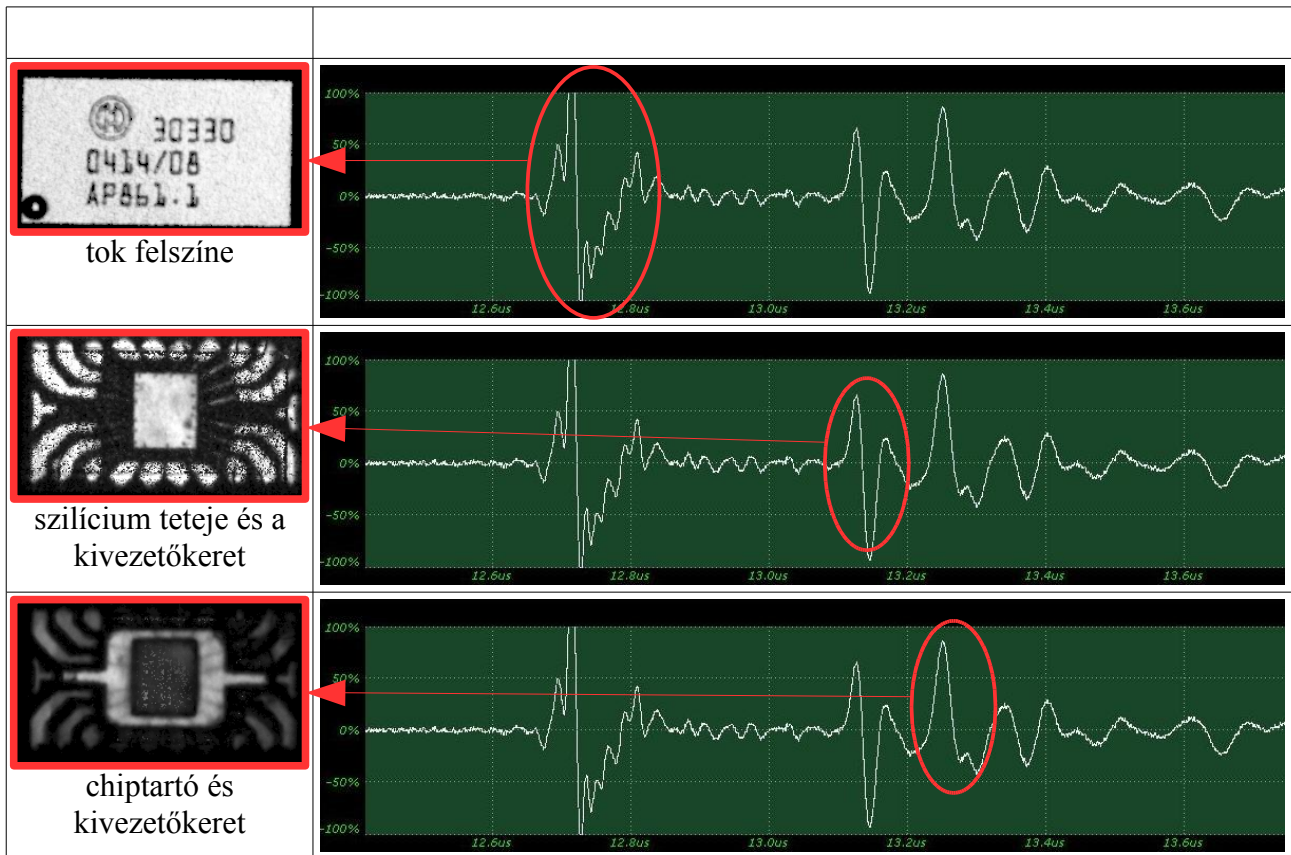 30330
0414/08
AP861.1
tok felszíne
100%
50%
0%
-50%
-100%
12.6us 12.8us 13.0us 13.2us 13.4us 13.6us
szilícium teteje és a
kivezetőkeret
100%
50%
0%
-50%
-100%
12.6us 12.8us 13.0us 13.2us 13.4us 13.6us
chiptartó és
kivezetőkeret
100%
50%
0%
-50%
-100%
12.6us 12.8us 13.0us 13.2us 13.4us 13.6us